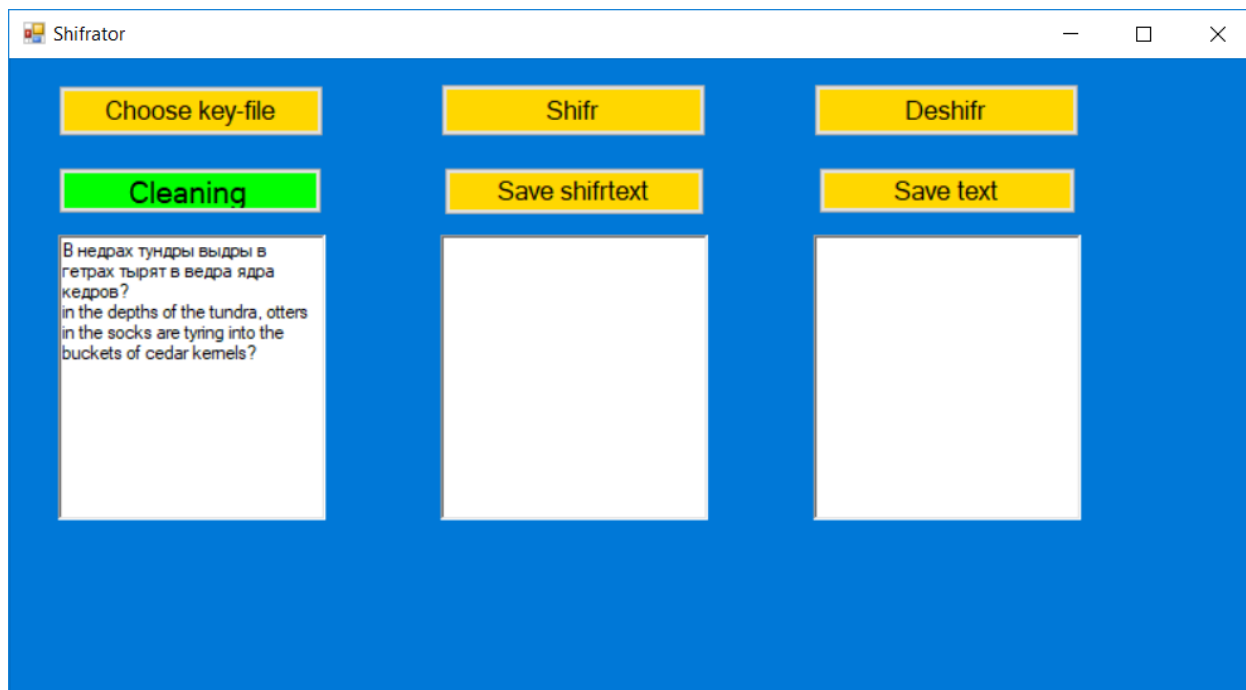 Shifrator
Choose key-file
Shifr
Deshifr
Cleaning
Save shifrtext
Save text
В недрах тундры выдры в
гетрах тырят в ведра ядра
кедров?
in the depths of the tundra, otters
in the socks are tyring into the
buckets of cedar kernels?